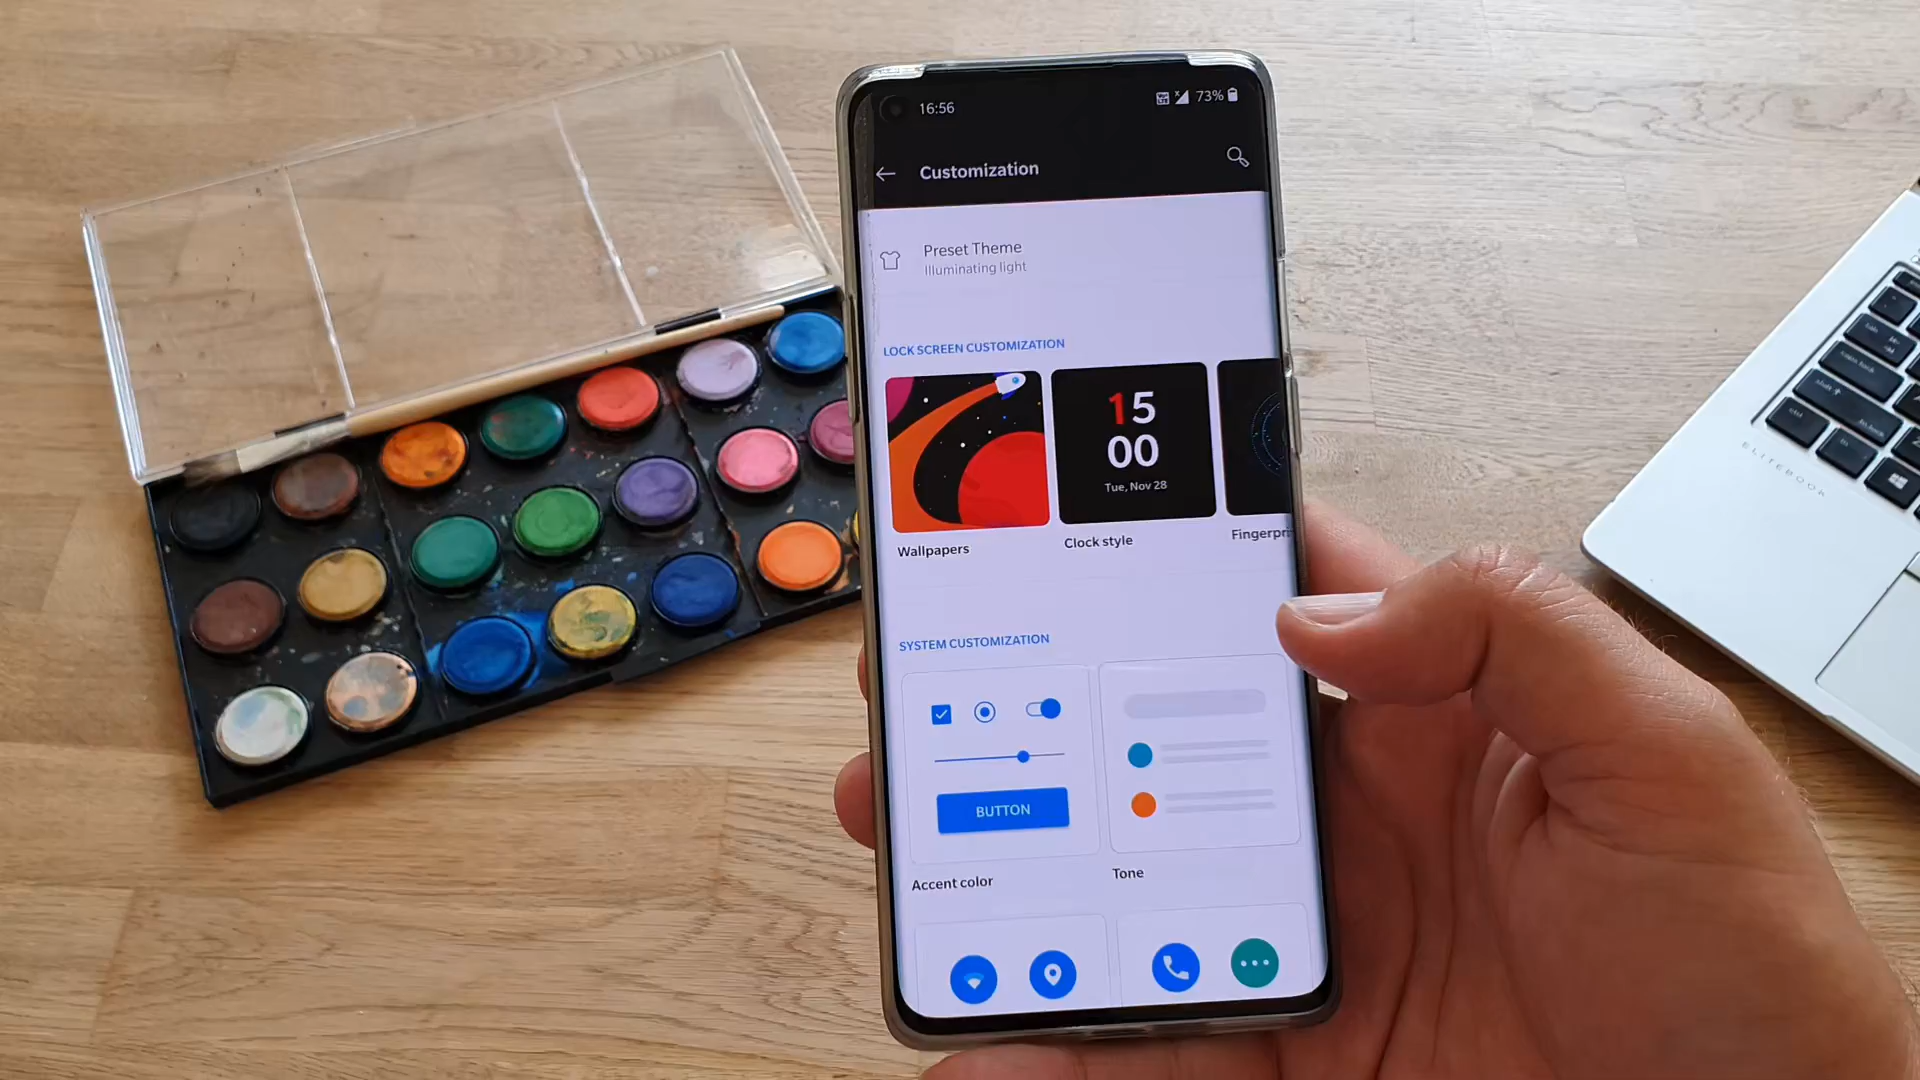 16:56
73%
Customization
Preset Theme
Illuminating light
LOCK SCREEN CUSTOMIZATION
15
00
Tue, Nov 28
Wallpapers
Clock style
SYSTEM CUSTOMIZATION
BUTTON
Accent color
Tone
ELITEBOOK